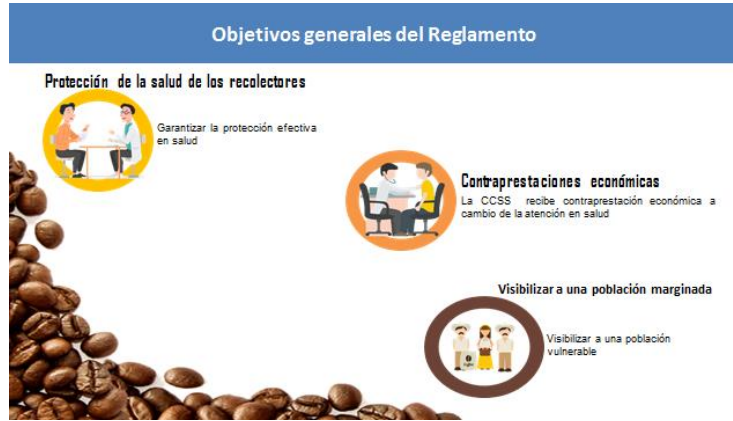 Objetivos generales del Reglamento
Protección de la salud de los recolectores
Garantizar la protección efectiva
en salud
Contraprestaciones económicas
La CCSS recibe contraprestación económica a
cambio de la atención en salud
Visibilizar a una población marginada
Visibilizar a una población
vulnerable